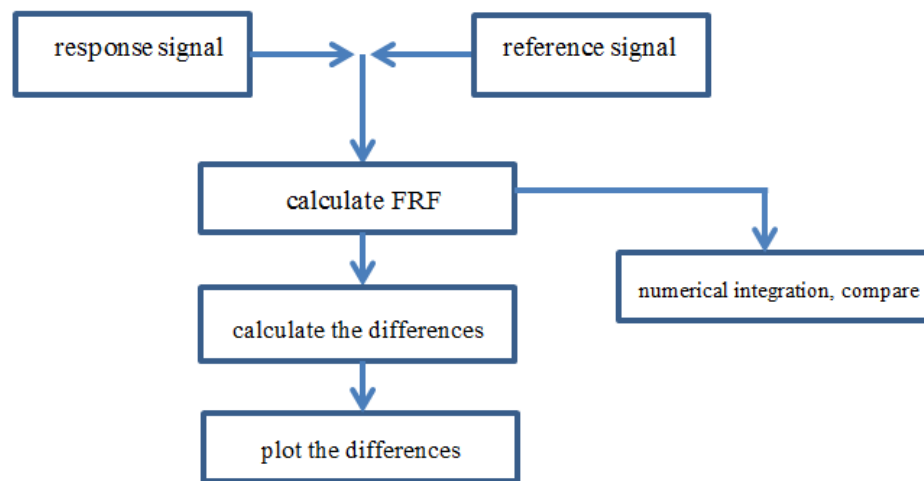 response signal
reference signal
calculate FRF
numerical integration, compare
calculate the differences
plot the differences